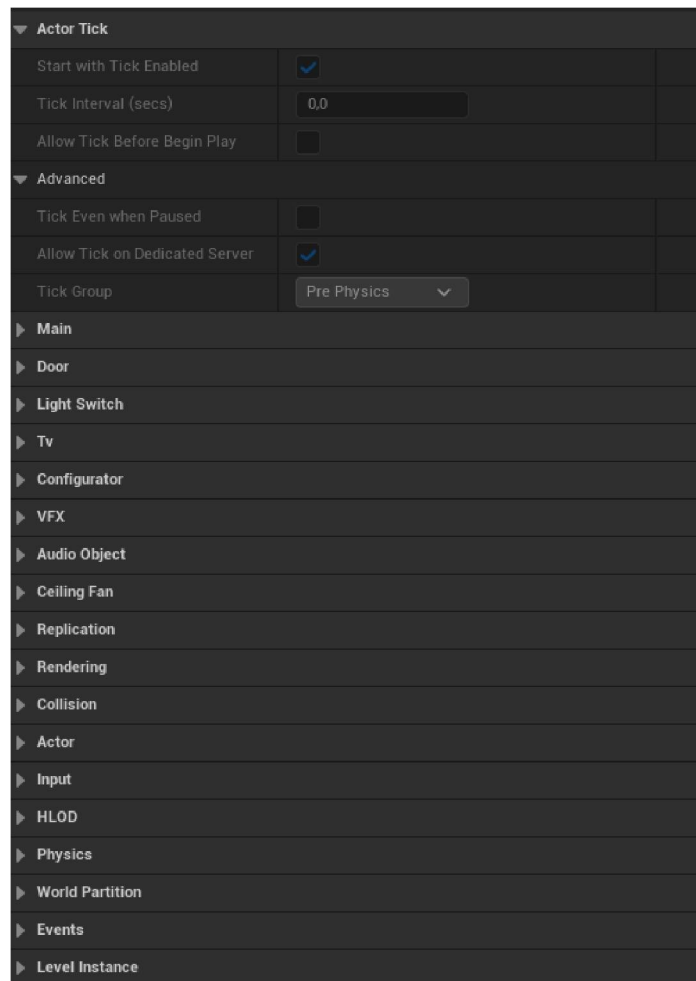 Actor Tick
Start with Tick Enabled
Tick Interval (secs) 0,0
Allow Tick Before Begin Play
Advanced
Tick Even when Paused
Allow Tick on Dedicated Server
Tick Group Pre Physics
Main
Door
Light Switch
Tv
Configurator
VFX
Audio Object
Ceiling Fan
Replication
Rendering
Collision
Actor
Input
HLOD
Physics
World Partition
Events
Level Instance